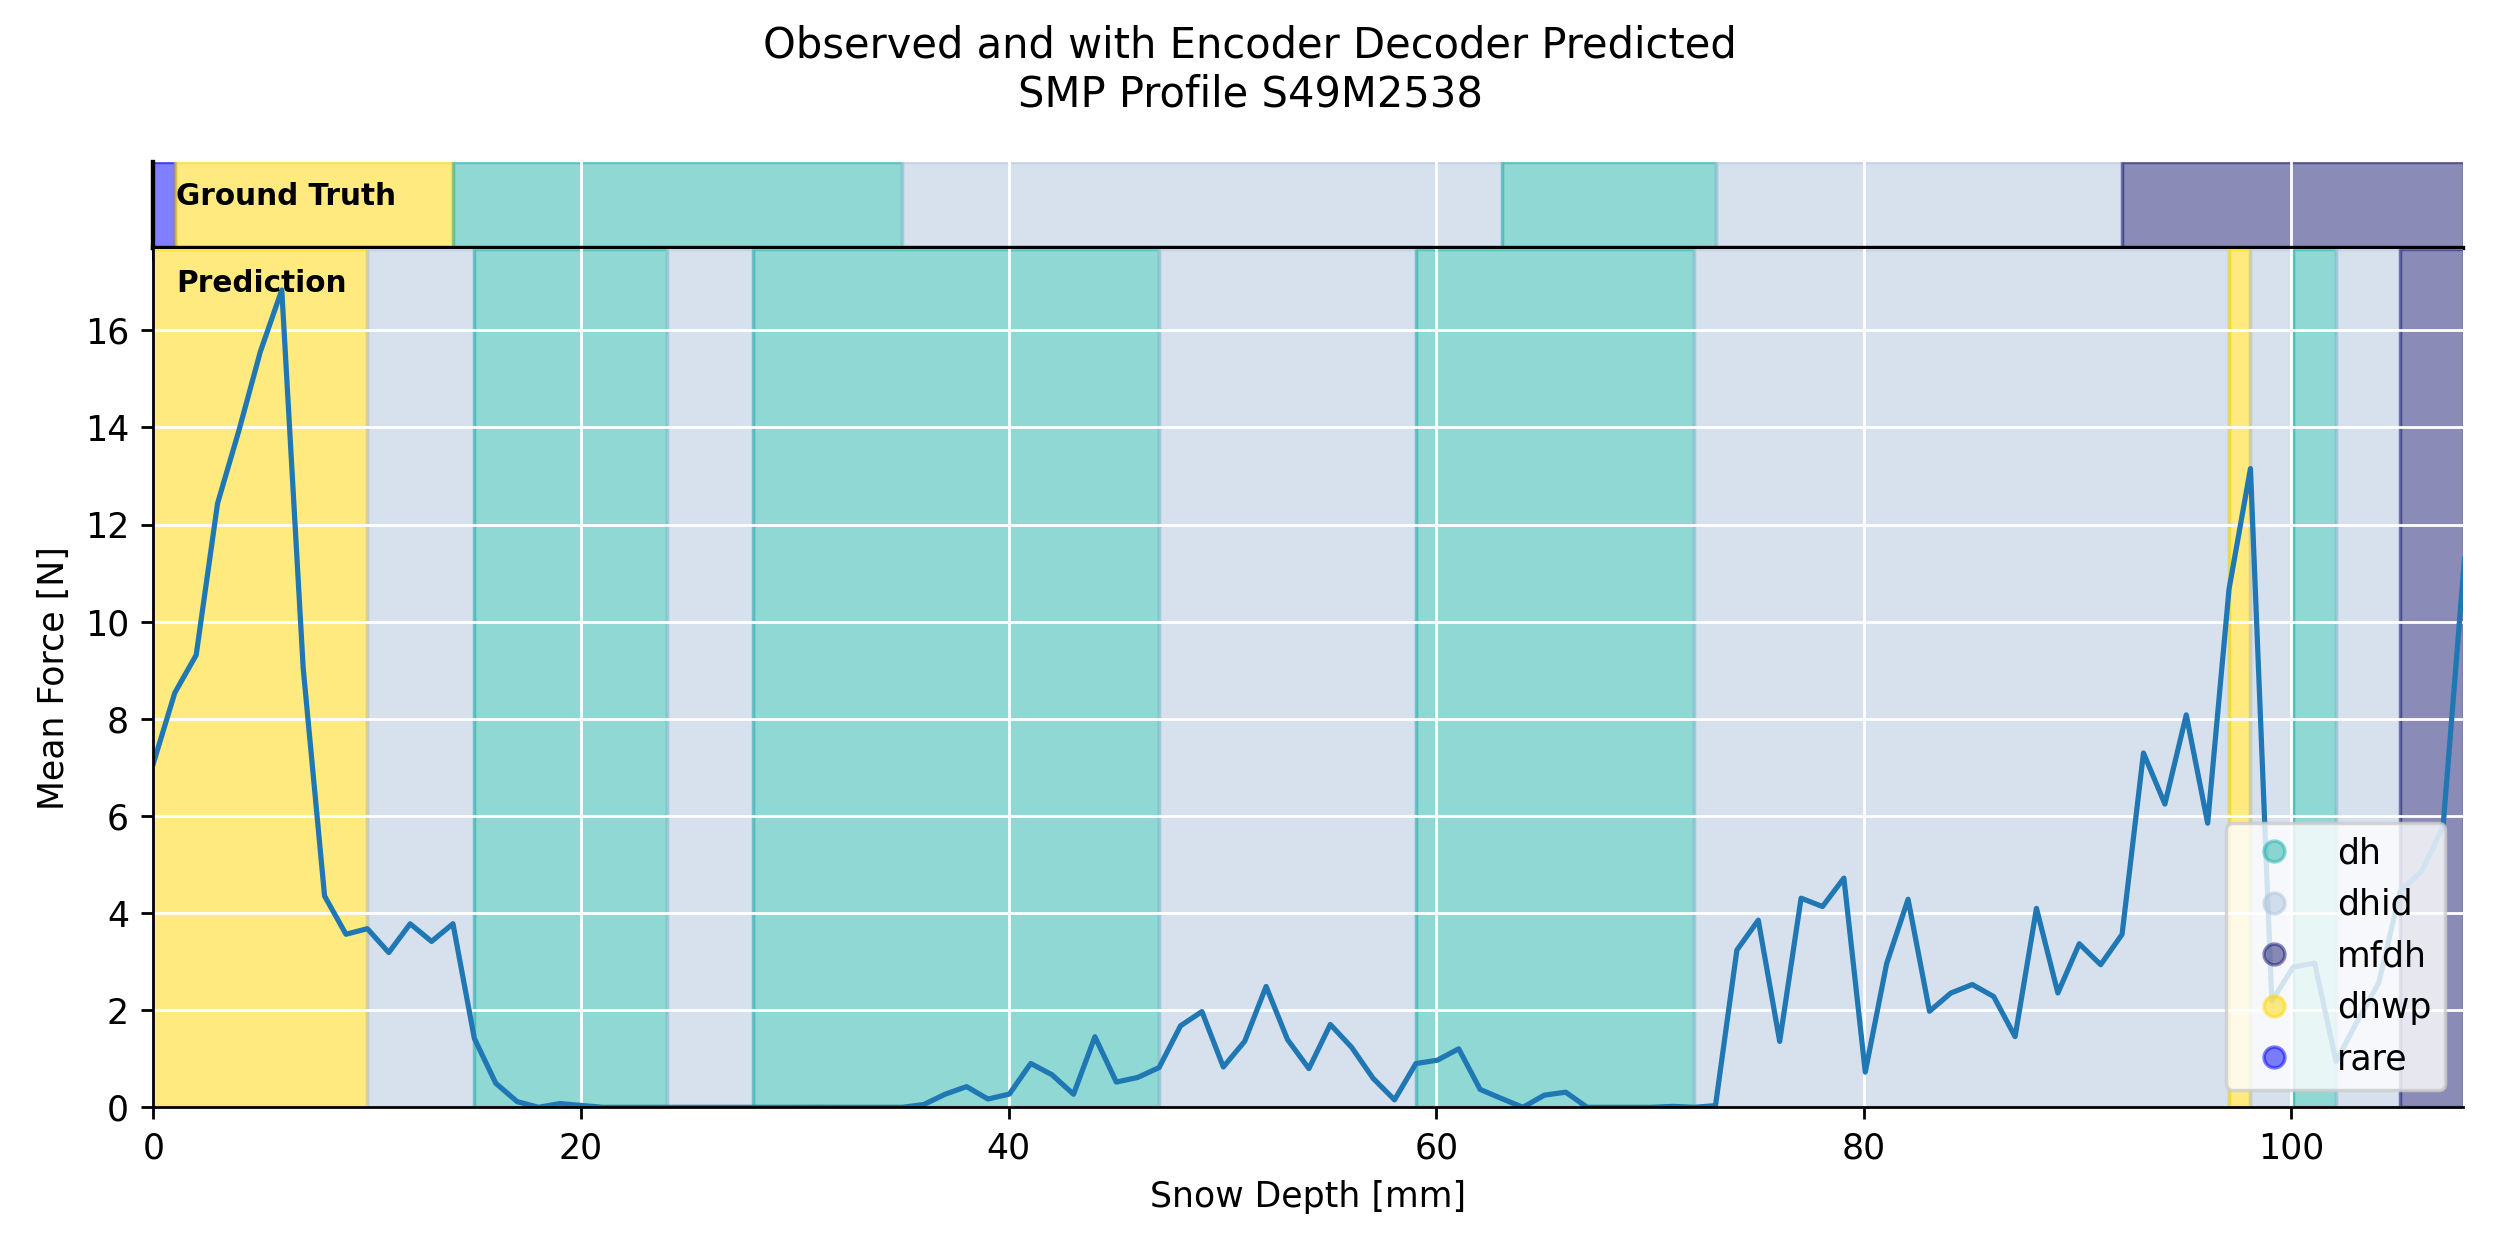 Observed and with Encoder Decoder Predicted
SMP Profile S49M2538
Ground Truth
Prediction
16
14
12
10
8
6
4
2
0
Mean Force [N]
dh
dhid
mfdh
dhwp
rare
0 20 40 60 80 100
Snow Depth [mm]